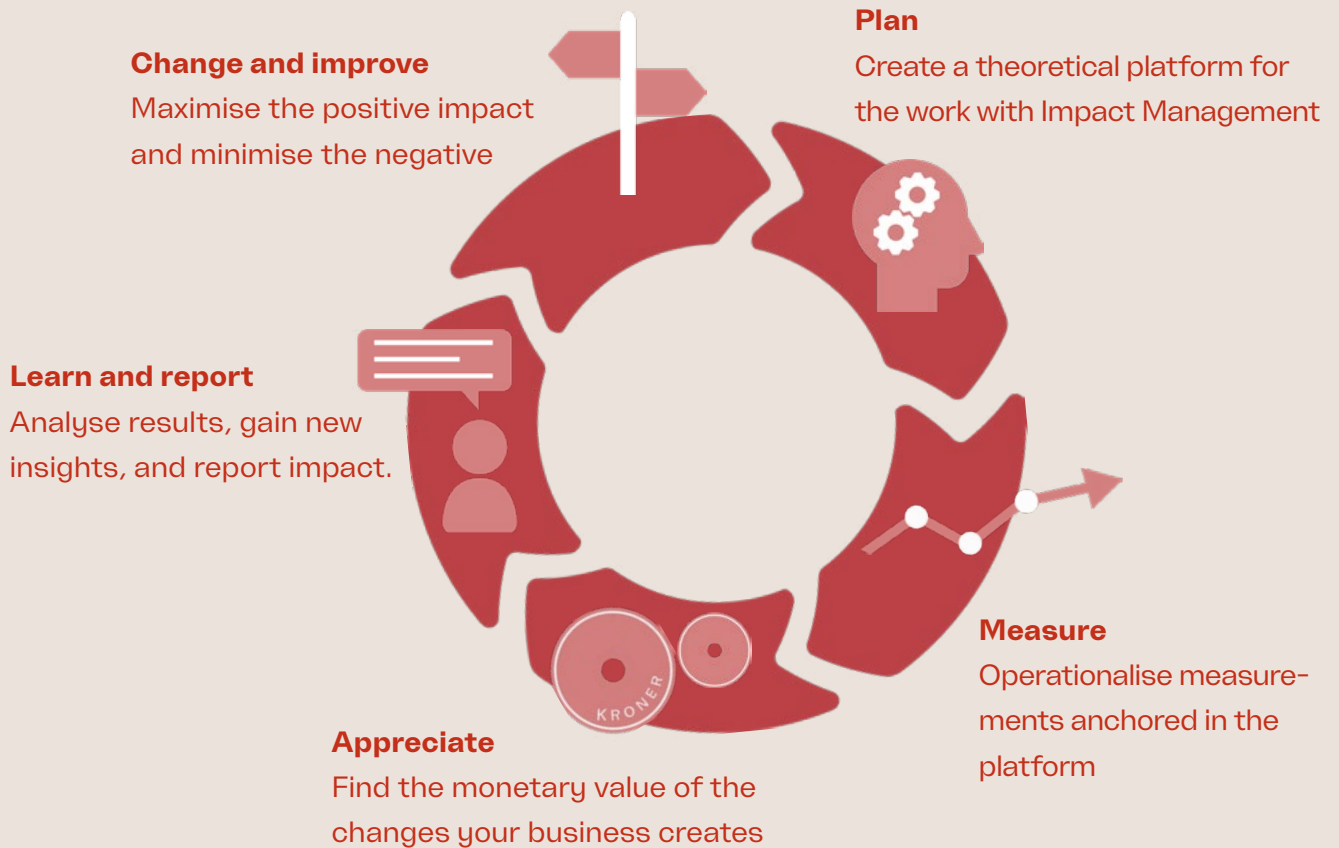 Plan
Create a theoretical platform for
the work with Impact Management
Measure
Operationalise measure-
ments anchored in the
platform
Appreciate
Find the monetary value of the
changes your business creates
KRONER
Learn and report
Analyse results, gain new
insights, and report impact.
Change and improve
Maximise the positive impact
and minimise the negative